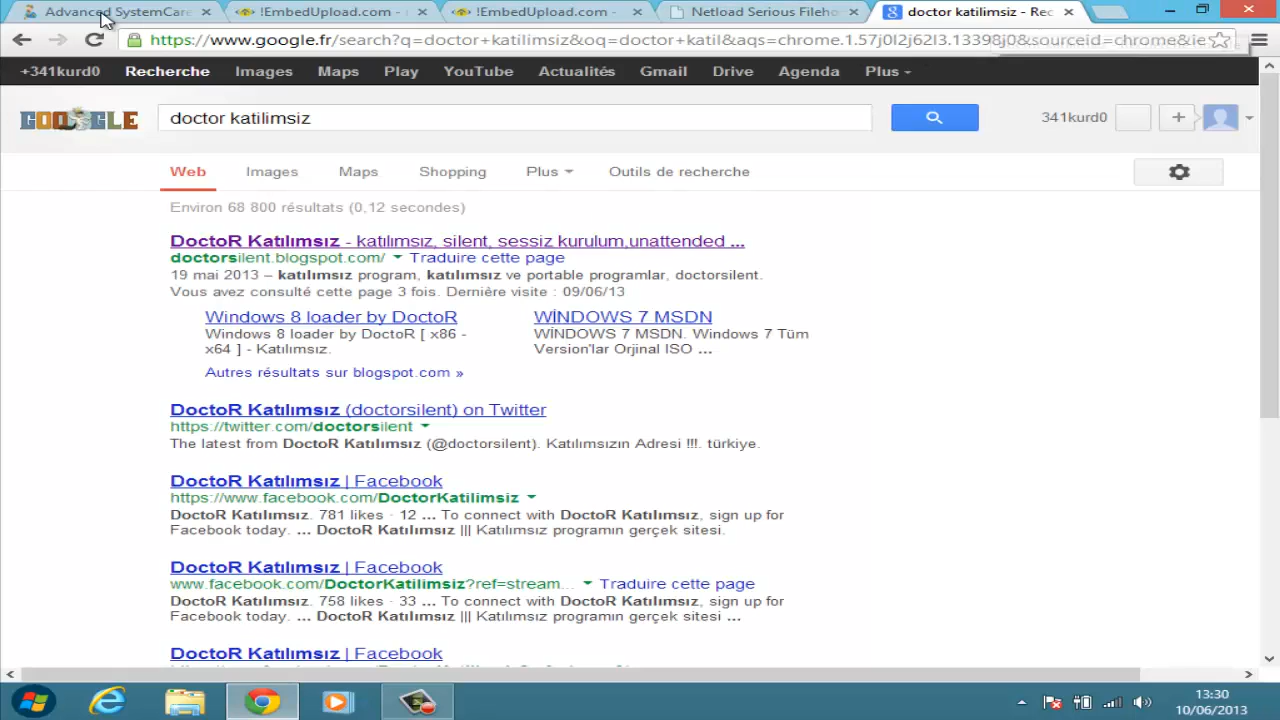 Advanced SystemCare
!EmbedUpload.com -
!EmbedUpload.com -
Netload Serious Fileho
doctor katilimsiz - Rec
https://www.google.fr/search?q=doctor+katilimsiz&oq=doctor+katil&aqs=chrome.1.57j0l2j62l3.13398j0&sourceid=chrome&ie
+341kurd0 Recherche Images Maps Play YouTube Actualités Gmail Drive Agenda Plus
GOOGLE
doctor katilimsiz
341kurd0
Web Images Maps Shopping Plus Outils de recherche
Environ 68 800 résultats (0,12 secondes)
DoctoR Katılımsız - katılımsız, silent, sessiz kurulum,unattended ...
doctorsilent.blogspot.com/ Traduire cette page
19 mai 2013 – katılımsız program, katılımsız ve portable programlar, doctorsilent.
Vous avez consulté cette page 3 fois. Dernière visite : 09/06/13
Windows 8 loader by DoctoR
Windows 8 loader by DoctoR [ x86 -
x64 ] - Katılımsız.
WİNDOWS 7 MSDN
WİNDOWS 7 MSDN. Windows 7 Tüm
Version'lar Orjinal ISO ...
Autres résultats sur blogspot.com »
DoctoR Katılımsız (doctorsilent) on Twitter
https://twitter.com/doctorsilent
The latest from DoctoR Katılımsız (@doctorsilent). Katılımsızın Adresi !!!. türkiye.
DoctoR Katılımsız | Facebook
https://www.facebook.com/DoctorKatilimsiz
DoctoR Katılımsız. 781 likes · 12 ... To connect with DoctoR Katılımsız, sign up for
Facebook today. ... DoctoR Katılımsız ||| Katılımsız programın gerçek sitesi.
DoctoR Katılımsız | Facebook
www.facebook.com/DoctorKatilimsiz?ref=stream... Traduire cette page
DoctoR Katılımsız. 758 likes · 33 ... To connect with DoctoR Katılımsız, sign up for
Facebook today. ... DoctoR Katılımsız ||| Katılımsız programın gerçek sitesi ...
DoctoR Katılımsız | Facebook
13:30
10/06/2013